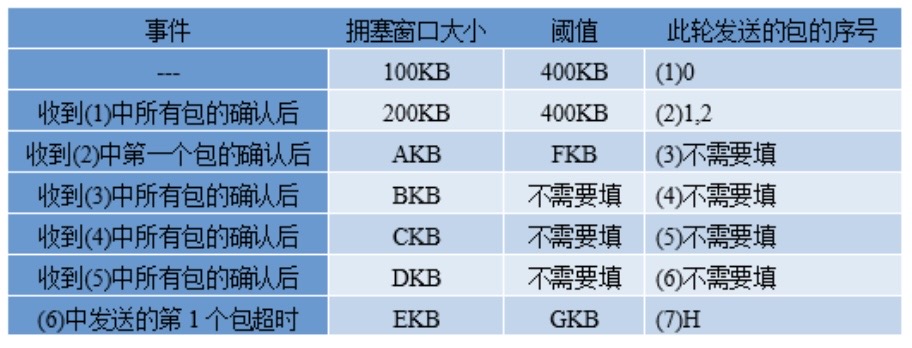 事件 拥塞窗口大小 阈值 此轮发送的包的序号
--- 100KB 400KB (1)0
收到(1)中所有包的确认后 200KB 400KB (2)1,2
收到(2)中第一个包的确认后 AKB FKB (3)不需要填
收到(3)中所有包的确认后 BKB 不需要填 (4)不需要填
收到(4)中所有包的确认后 CKB 不需要填 (5)不需要填
收到(5)中所有包的确认后 DKB 不需要填 (6)不需要填
(6)中发送的第1个包超时 EKB GKB (7)H